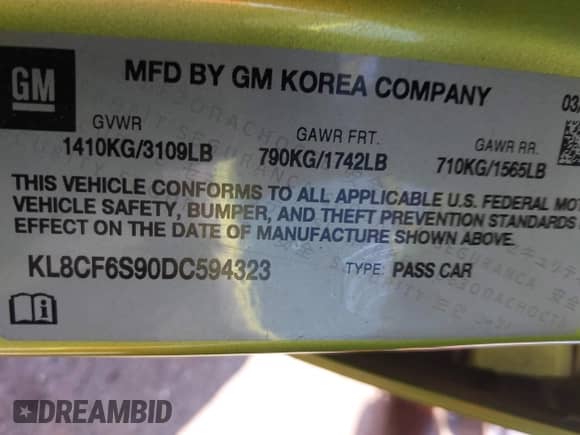 GM
MFD BY GM KOREA COMPANY
03/
GVWR
GAWR FRT.
GAWR RR.
1410KG/3109LB
790KG/1742LB
710KG/1565LB
THIS VEHICLE CONFORMS TO ALL APPLICABLE U.S. FEDERAL MOT
VEHICLE SAFETY, BUMPER, AND THEFT PREVENTION STANDARDS
EFFECT ON THE DATE OF MANUFACTURE SHOWN ABOVE.
KL8CF6S90DC594323
TYPE: PASS CAR
DREAMBID